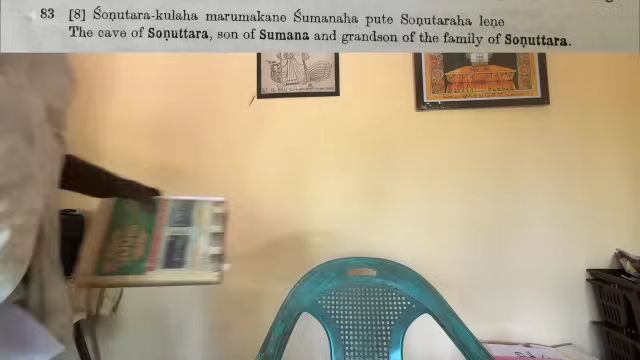 83 [8] Śoṇutara-kulaha marumakane Śumanaha pute Soṇutaraha leṇe
The cave of Soṇuttara, son of Sumana and grandson of the family of Soṇuttara.